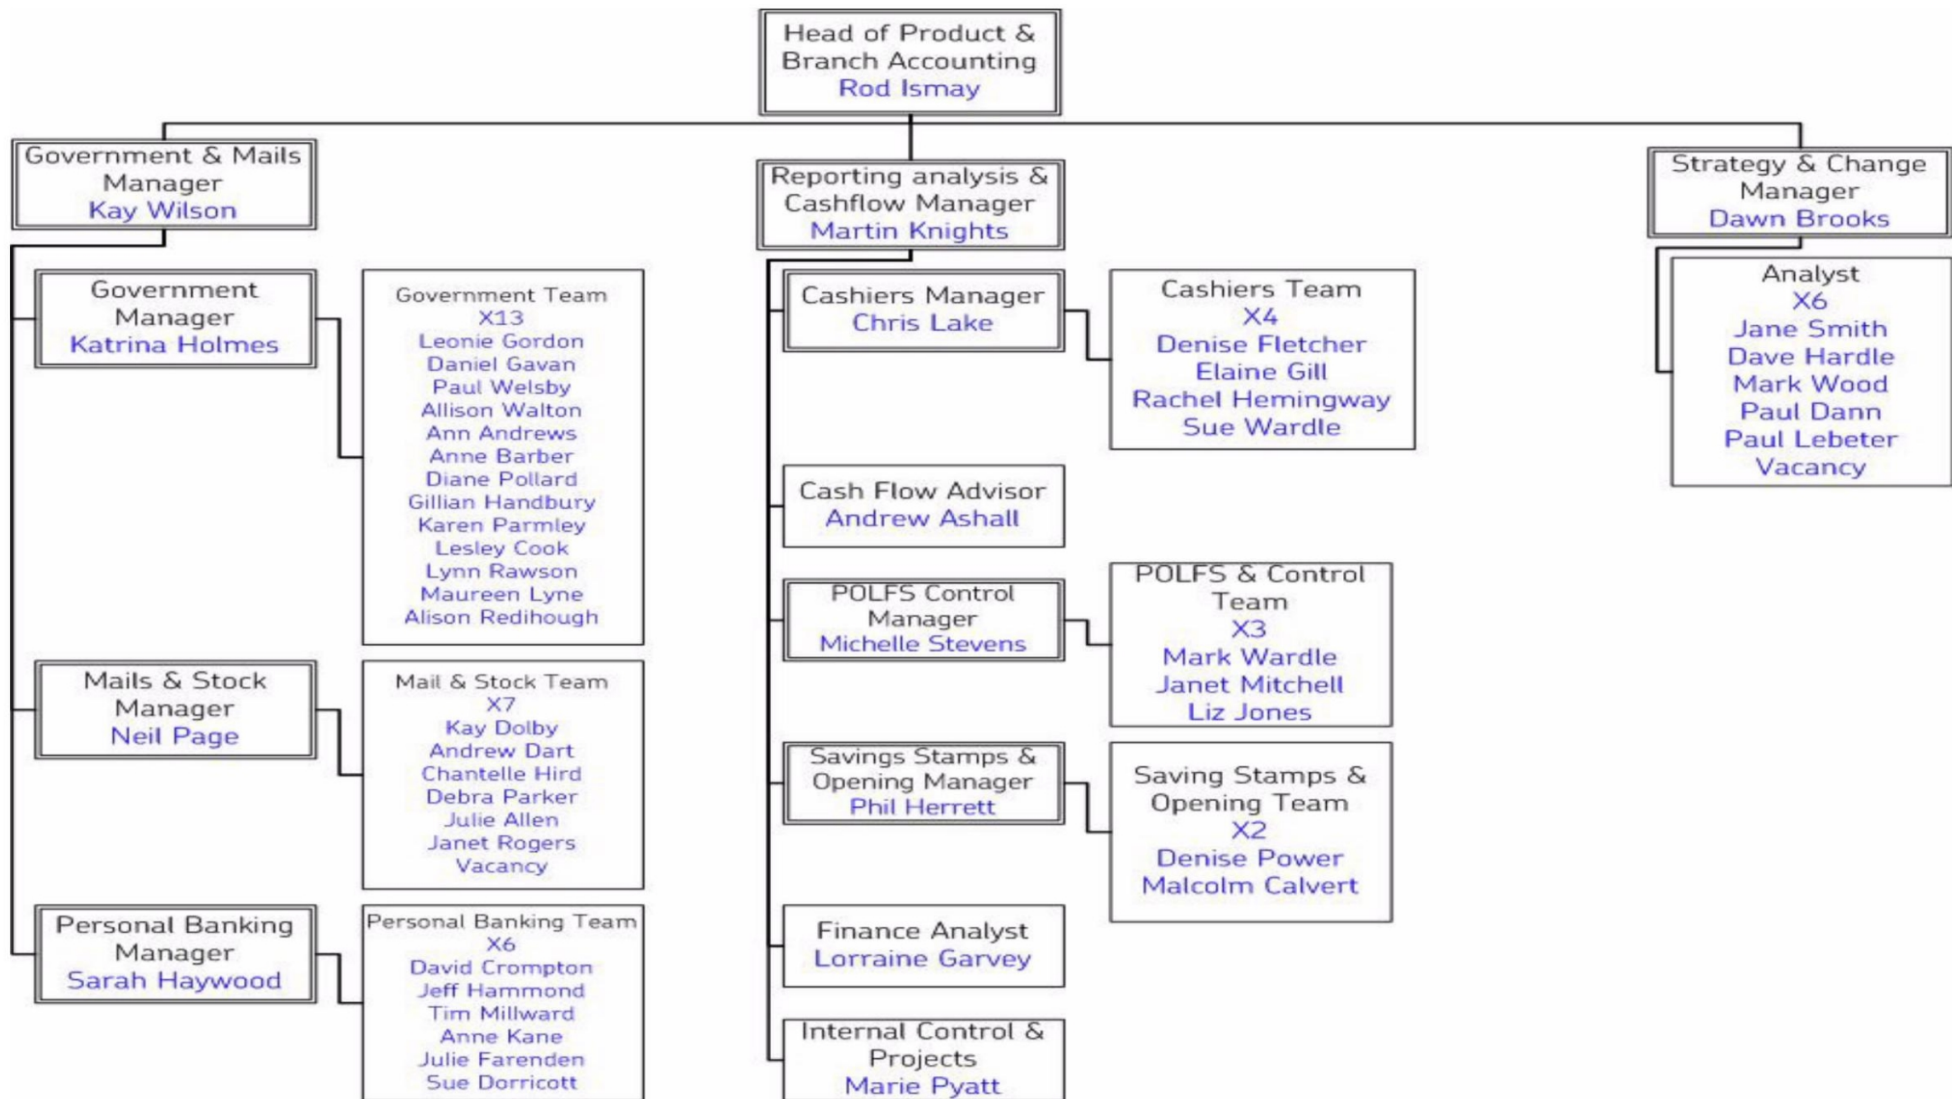 Head of Product &
Branch Accounting
Rod Ismay
Government & Mails
Manager
Kay Wilson
Government
Manager
Katrina Holmes
Government Team
X13
Leonie Gordon
Daniel Gavan
Paul Welsby
Allison Walton
Ann Andrews
Anne Barber
Diane Pollard
Gillian Handbury
Karen Parmley
Lesley Cook
Lynn Rawson
Maureen Lyne
Alison Redihough
Mails & Stock
Manager
Neil Page
Mail & Stock Team
X7
Kay Dolby
Andrew Dart
Chantelle Hird
Debra Parker
Julie Allen
Janet Rogers
Vacancy
Personal Banking
Manager
Sarah Haywood
Personal Banking Team
X6
David Crompton
Jeff Hammond
Tim Millward
Anne Kane
Julie Farenden
Sue Dorricott
Reporting analysis &
Cashflow Manager
Martin Knights
Cashiers Manager
Chris Lake
Cashiers Team
X4
Denise Fletcher
Elaine Gill
Rachel Hemingway
Sue Wardle
Cash Flow Advisor
Andrew Ashall
POLFS Control
Manager
Michelle Stevens
POLFS & Control
Team
X3
Mark Wardle
Janet Mitchell
Liz Jones
Savings Stamps &
Opening Manager
Phil Herrett
Saving Stamps &
Opening Team
X2
Denise Power
Malcolm Calvert
Finance Analyst
Lorraine Garvey
Internal Control &
Projects
Marie Pyatt
Strategy & Change
Manager
Dawn Brooks
Analyst
X6
Jane Smith
Dave Hardle
Mark Wood
Paul Dann
Paul Lebeter
Vacancy